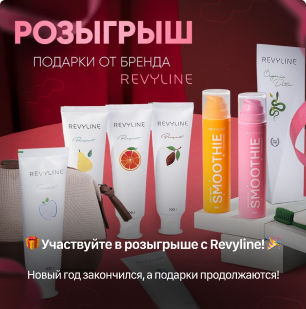 РОЗЫГРЫШ
ПОДАРКИ ОТ БРЕНДА
REVYLINE
REVYLINE
REVYLINE
REVYLINE
REVYLINE
SMOOTHIE
SMOOTHIE
🎁 Участвуйте в розыгрыше с Revyline! 🎉
Новый год закончился, а подарки продолжаются!